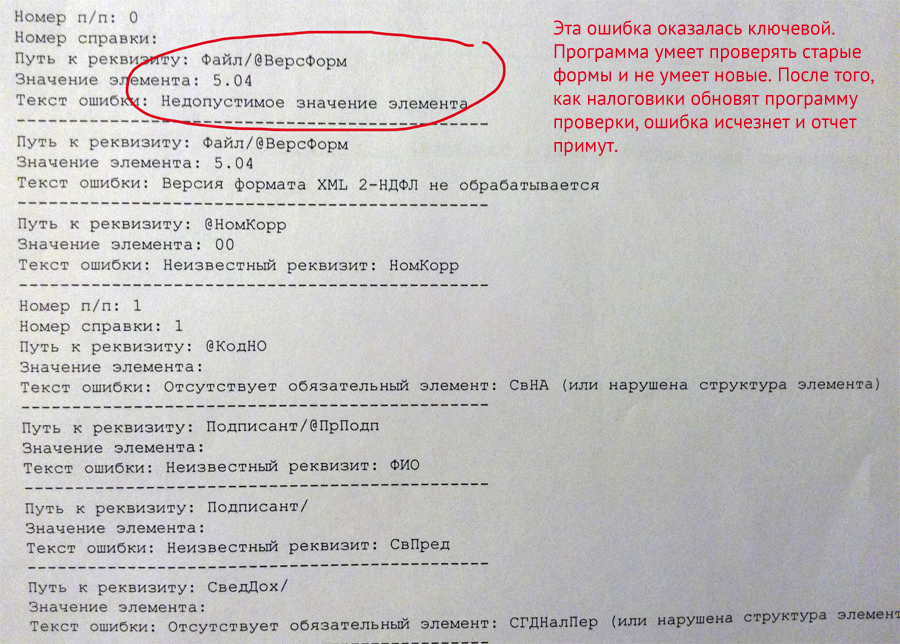 Номер п/п: 0
Номер справки:
Путь к реквизиту: Файл/@ВерсФорм
Значение элемента: 5.04
Текст ошибки: Недопустимое значение элемента
-------------------------------------------------
Путь к реквизиту: Файл/@ВерсФорм
Значение элемента: 5.04
Текст ошибки: Версия формата XML 2-НДФЛ не обрабатывается
-------------------------------------------------
Путь к реквизиту: @НомКорр
Значение элемента: 00
Текст ошибки: Неизвестный реквизит: НомКорр
-------------------------------------------------
Номер п/п: 1
Номер справки: 1
Путь к реквизиту: @КодНО
Значение элемента:
Текст ошибки: Отсутствует обязательный элемент: СвНА (или нарушена структура элемента)
-------------------------------------------------
Путь к реквизиту: Подписант/@ПрПодп
Значение элемента:
Текст ошибки: Неизвестный реквизит: ФИО
-------------------------------------------------
Путь к реквизиту: Подписант/
Значение элемента:
Текст ошибки: Неизвестный реквизит: СвПред
-------------------------------------------------
Путь к реквизиту: СведДох/
Значение элемента:
Текст ошибки: Отсутствует обязательный элемент: СГДНалПер (или нарушена структура элемент
-------------------------------------------------
Эта ошибка оказалась ключевой.
Программа умеет проверять старые
формы и не умеет новые. После того,
как налоговики обновят программу
проверки, ошибка исчезнет и отчет
примут.